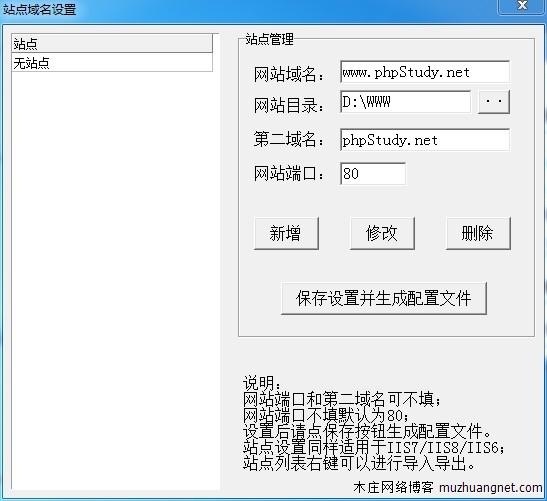 站点域名设置
站点
无站点
站点管理
网站域名： www.phpStudy.net
网站目录： D:\WWW ..
第二域名： phpStudy.net
网站端口： 80
新增 修改 删除
保存设置并生成配置文件
说明：
网站端口和第二域名可不填；
网站端口不填默认为80；
设置后请点保存按钮生成配置文件。
站点设置同样适用于IIS7/IIS8/IIS6；
站点列表右键可以进行导入导出。
木庄网络博客 muzhuangnet.com